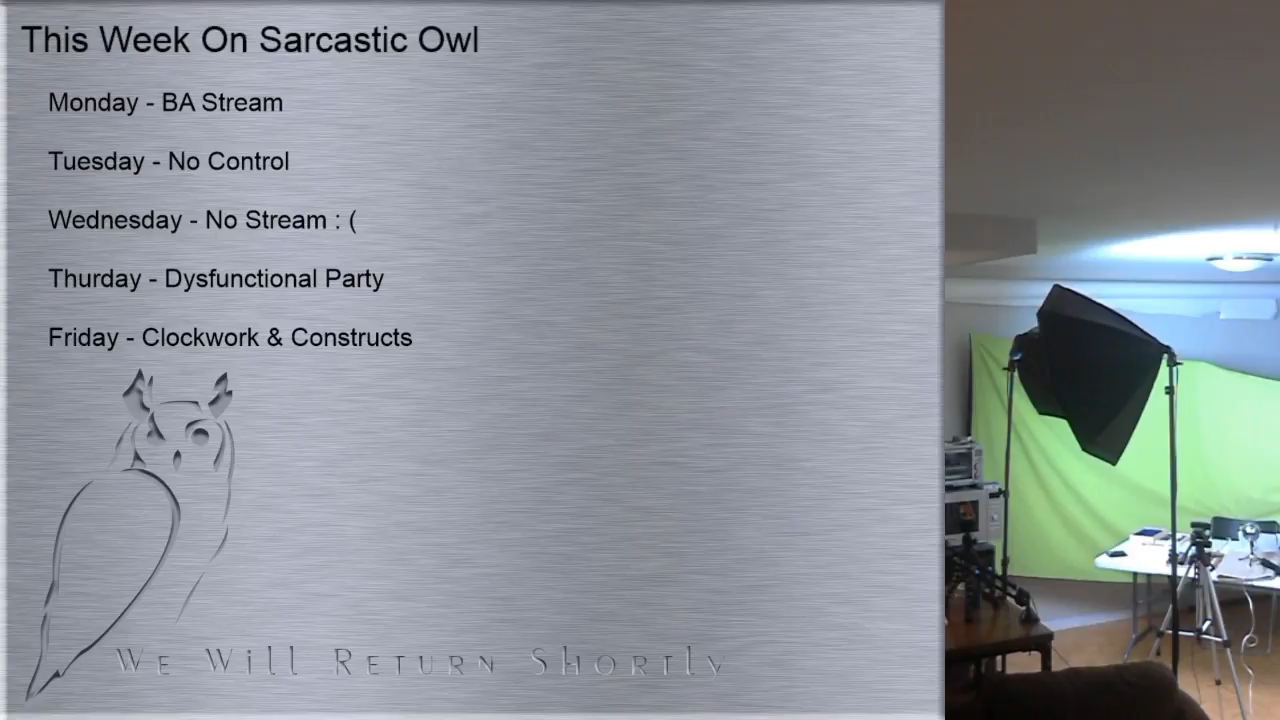 This Week On Sarcastic Owl
Monday - BA Stream
Tuesday - No Control
Wednesday - No Stream : (
Thurday - Dysfunctional Party
Friday - Clockwork & Constructs
We Will Return Shortly